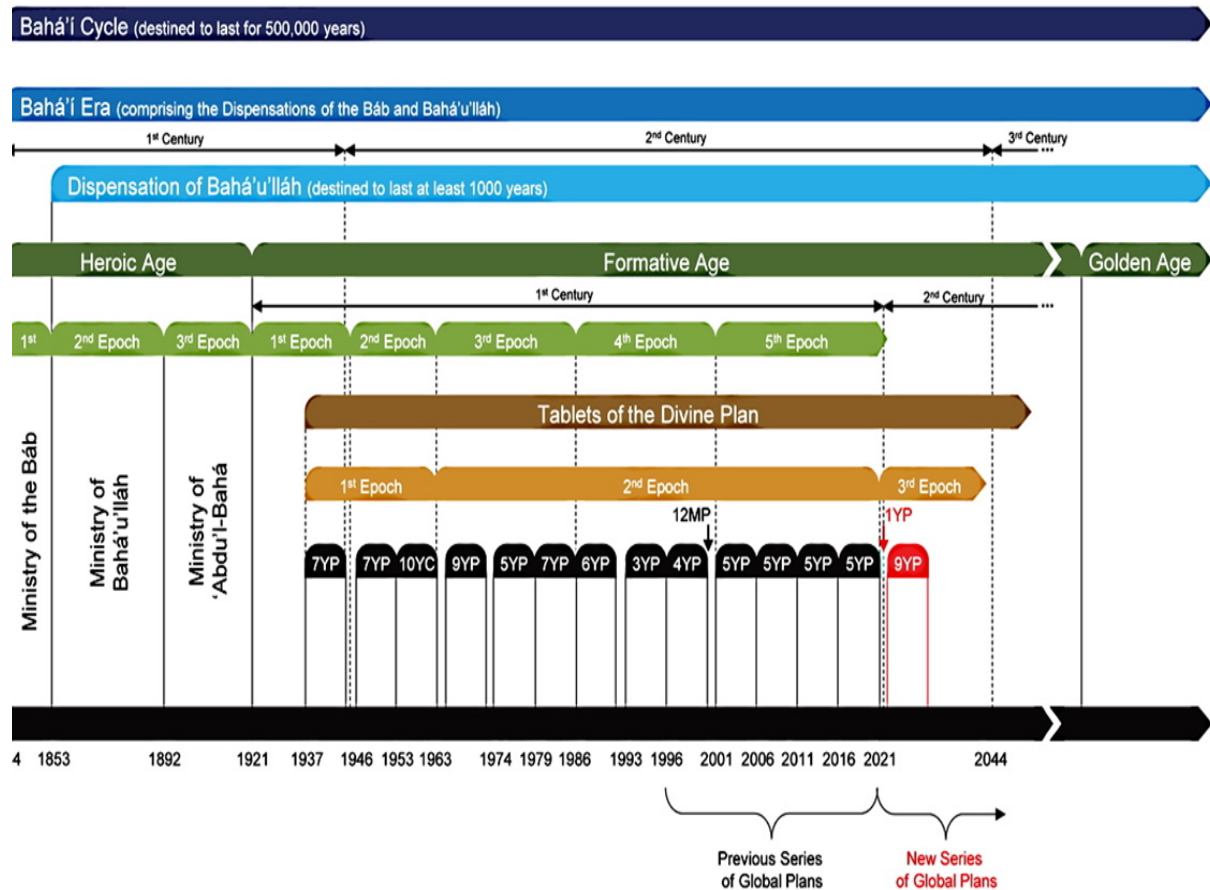 Bahá’í Cycle (destined to last for 500,000 years)
Bahá’í Era (comprising the Dispensations of the Báb and Bahá’u’lláh)
1st Century 2nd Century 3rd Century ...
Dispensation of Bahá’u’lláh (destined to last at least 1000 years)
Heroic Age Formative Age Golden Age
1st Century 2nd Century ...
1st 2nd Epoch 3rd Epoch 1st Epoch 2nd Epoch 3rd Epoch 4th Epoch 5th Epoch
Tablets of the Divine Plan
1st Epoch 2nd Epoch 3rd Epoch
Ministry of the Báb
Ministry of
Bahá’u’lláh
Ministry of
‘Abdu’l-Bahá
12MP 1YP
7YP 7YP 10YC 9YP 5YP 7YP 6YP 3YP 4YP 5YP 5YP 5YP 5YP 9YP
4 1853 1892 1921 1937 1946 1953 1963 1974 1979 1986 1993 1996 2001 2006 2011 2016 2021 2044
Previous Series
of Global Plans
New Series
of Global Plans